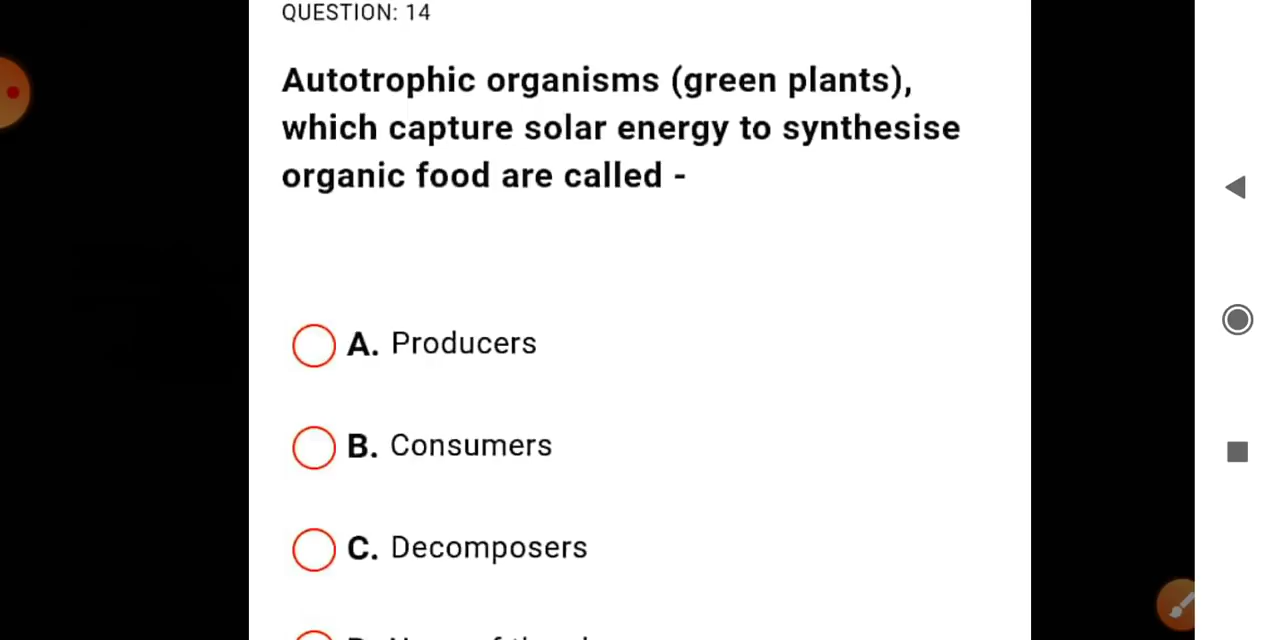 QUESTION: 14
Autotrophic organisms (green plants),
which capture solar energy to synthesise
organic food are called -
A. Producers
B. Consumers
C. Decomposers